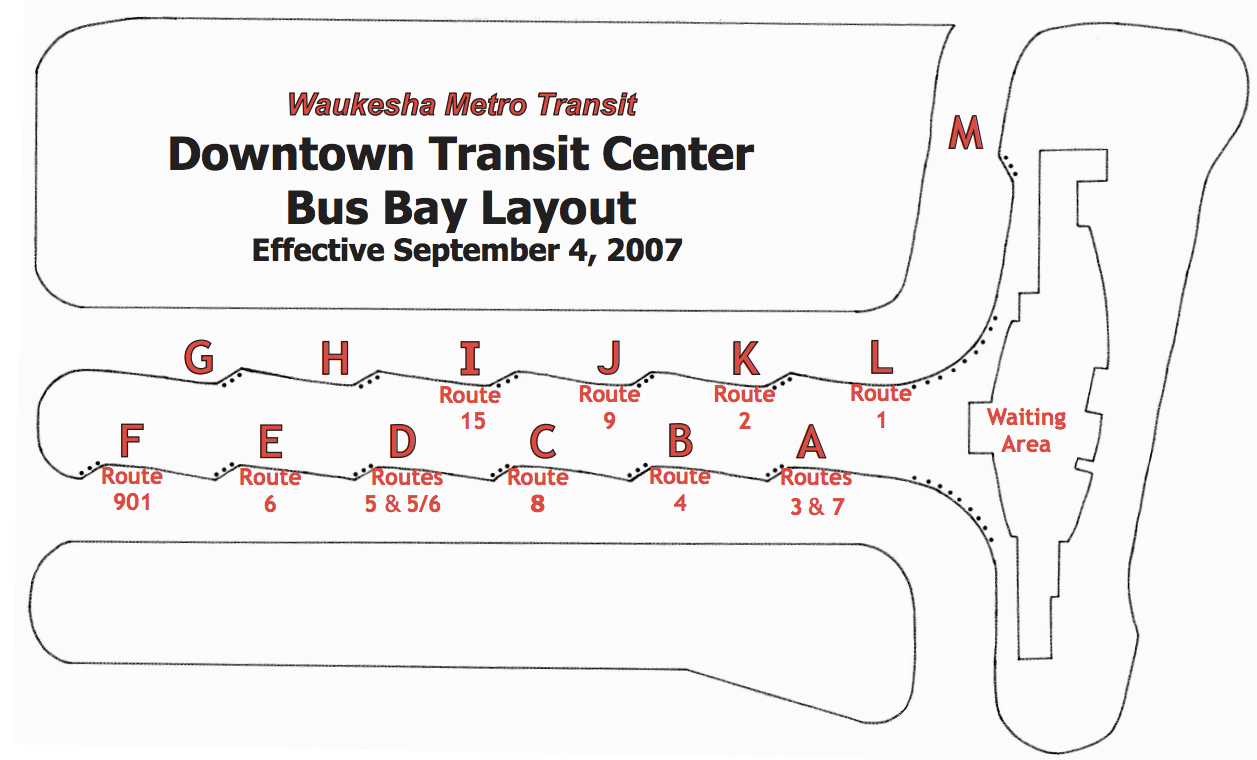 Waukesha Metro Transit
Downtown Transit Center
Bus Bay Layout
Effective September 4, 2007
M
G H I J K L
Route Route Route Route
15 9 2 1
Waiting
Area
F E D C B A
Route Route Routes Route Route Routes
901 6 5 & 5/6 8 4 3 & 7